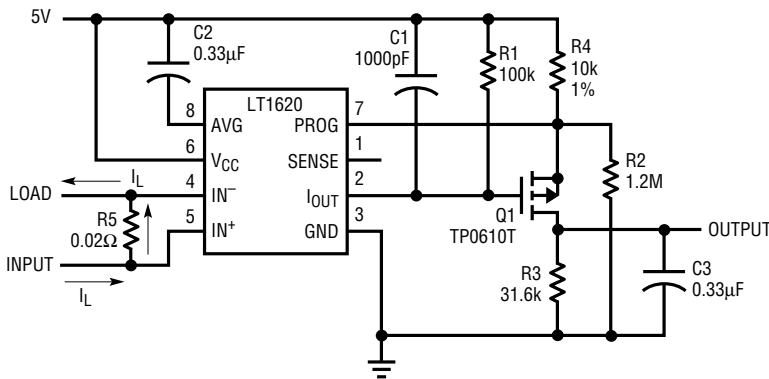 5V
C2
0.33µF
C1
1000pF
R1
100k
R4
10k
1%
LT1620
8
AVG
PROG
7
6
VCC
SENSE
1
4
IN−
IOUT
2
5
IN+
GND
3
LOAD
IL
R5
0.02Ω
INPUT
IL
R2
1.2M
Q1
TP0610T
OUTPUT
R3
31.6k
C3
0.33µF